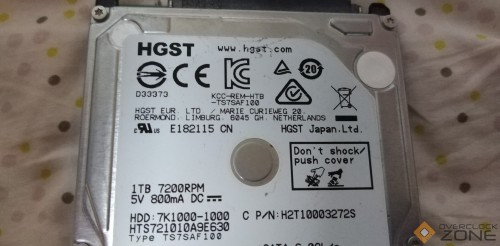 HGST www.hgst.com
20
D33373 KCC-REM-HTB
-TS7SAF100
HGST EUR. LTD / MARIE CURIEWEG 20.
ROERMOND, LIMBURG. 6045 GH. NETHERLANDS
E182115 CN HGST Japan.Ltd.
Don't shock/
push cover
1TB 7200RPM
5V 800mA DC
HDD: 7K1000-1000 C P/N:H2T10003272S
HTS721010A9E630
Type TS7SAF100
OVERCLOCK
ZONE